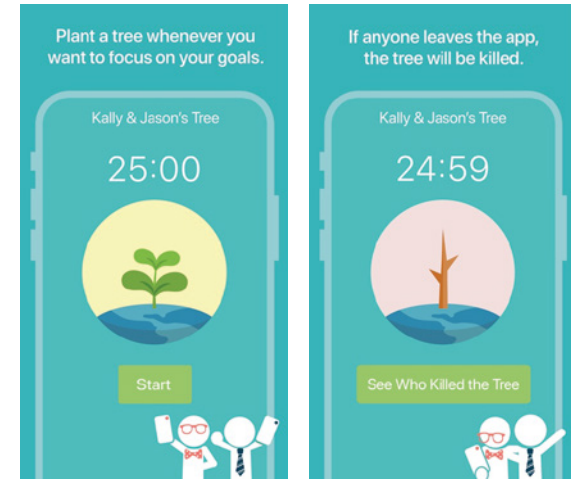 Plant a tree whenever you
want to focus on your goals.
Kally & Jason's Tree
25:00
Start
If anyone leaves the app,
the tree will be killed.
Kally & Jason's Tree
24:59
See Who Killed the Tree